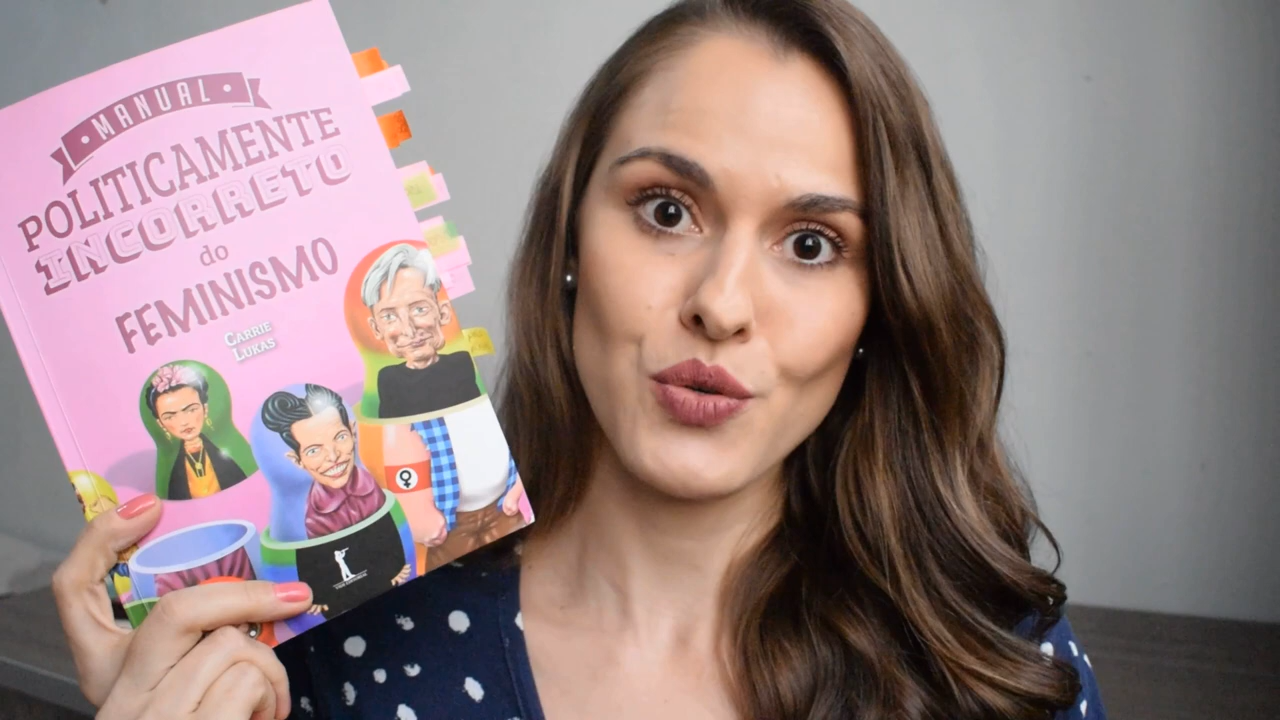 MANUAL
POLITICAMENTE
INCORRETO
do
FEMINISMO
CARRIE
LUKAS